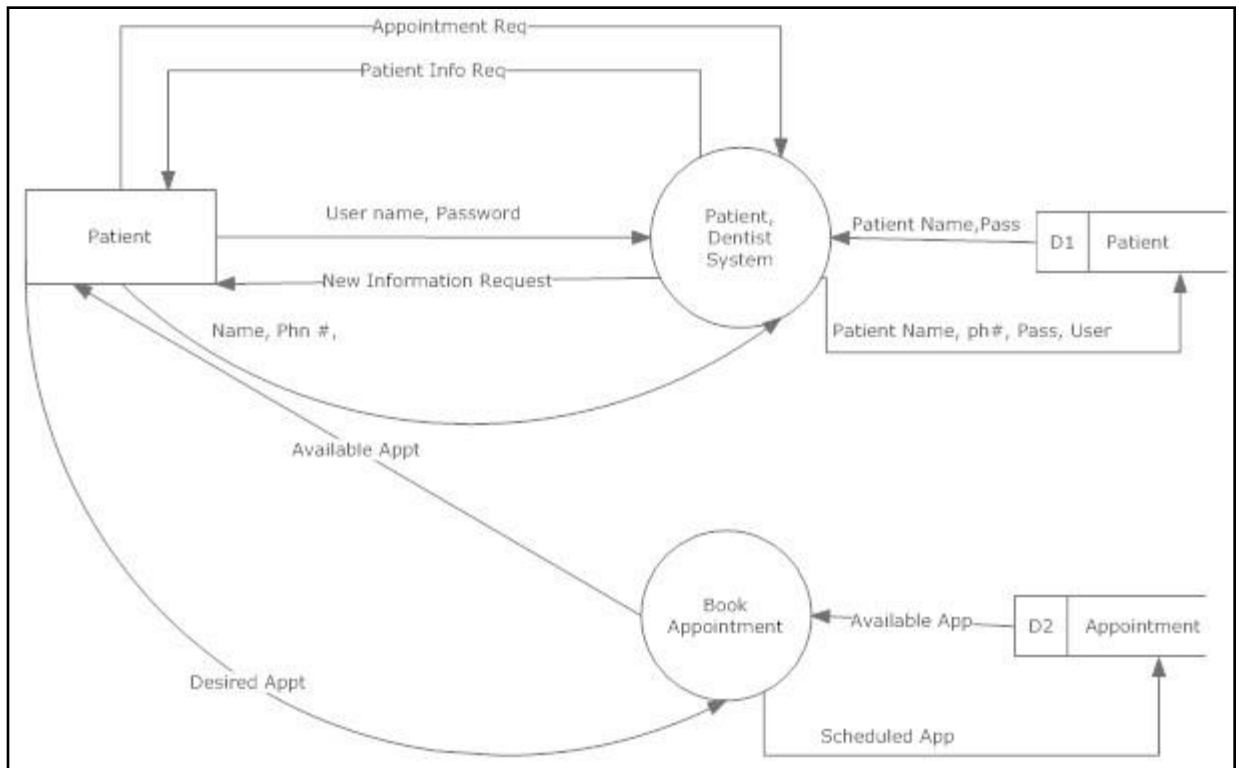 Appointment Req
Patient Info Req
Patient
User name, Password
New Information Request
Name, Phn #,
Patient,
Dentist
System
Patient Name,Pass
D1 Patient
Patient Name, ph#, Pass, User
Available Appt
Desired Appt
Book
Appointment
Available App
D2 Appointment
Scheduled App